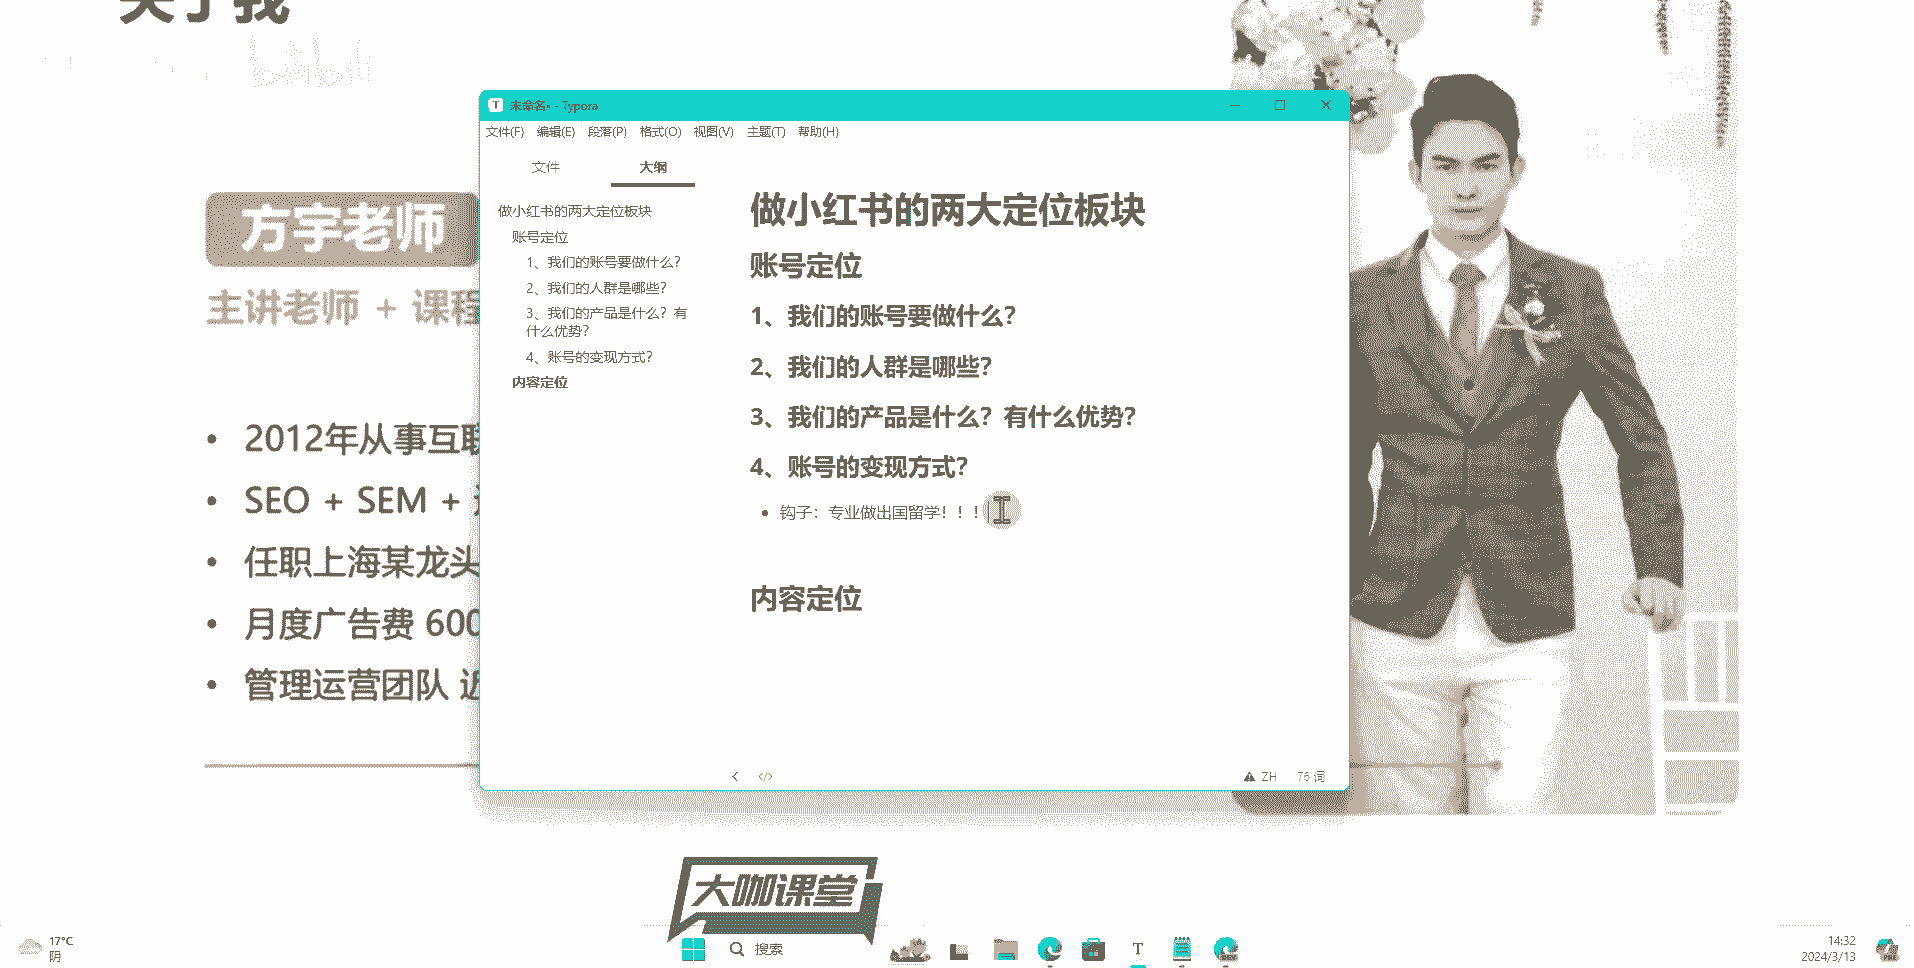 关于我
bilibili
方宇老师
主讲老师 + 课程
2012年从事互联
SEO + SEM +
任职上海某龙头
月度广告费 600
管理运营团队 近
T 未命名• - Typora
文件(F) 编辑(E) 段落(P) 格式(O) 视图(V) 主题(T) 帮助(H)
文件 大纲
做小红书的两大定位板块
账号定位
1、我们的账号要做什么？
2、我们的人群是哪些？
3、我们的产品是什么？有
什么优势？
4、账号的变现方式？
内容定位
做小红书的两大定位板块
账号定位
1、我们的账号要做什么？
2、我们的人群是哪些？
3、我们的产品是什么？有什么优势？
4、账号的变现方式？
钩子：专业做出国留学！！！
内容定位
ZH 76 词
大咖课堂
17°C
阴
搜索
T
DEV
14:32
2024/3/13
PRE